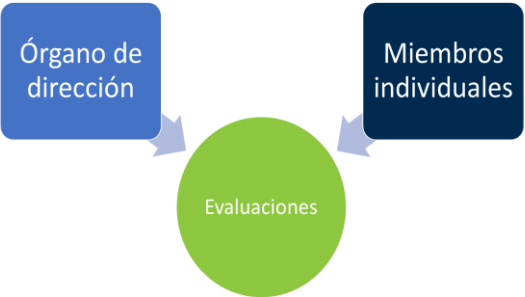 Órgano de
dirección
Miembros
individuales
Evaluaciones